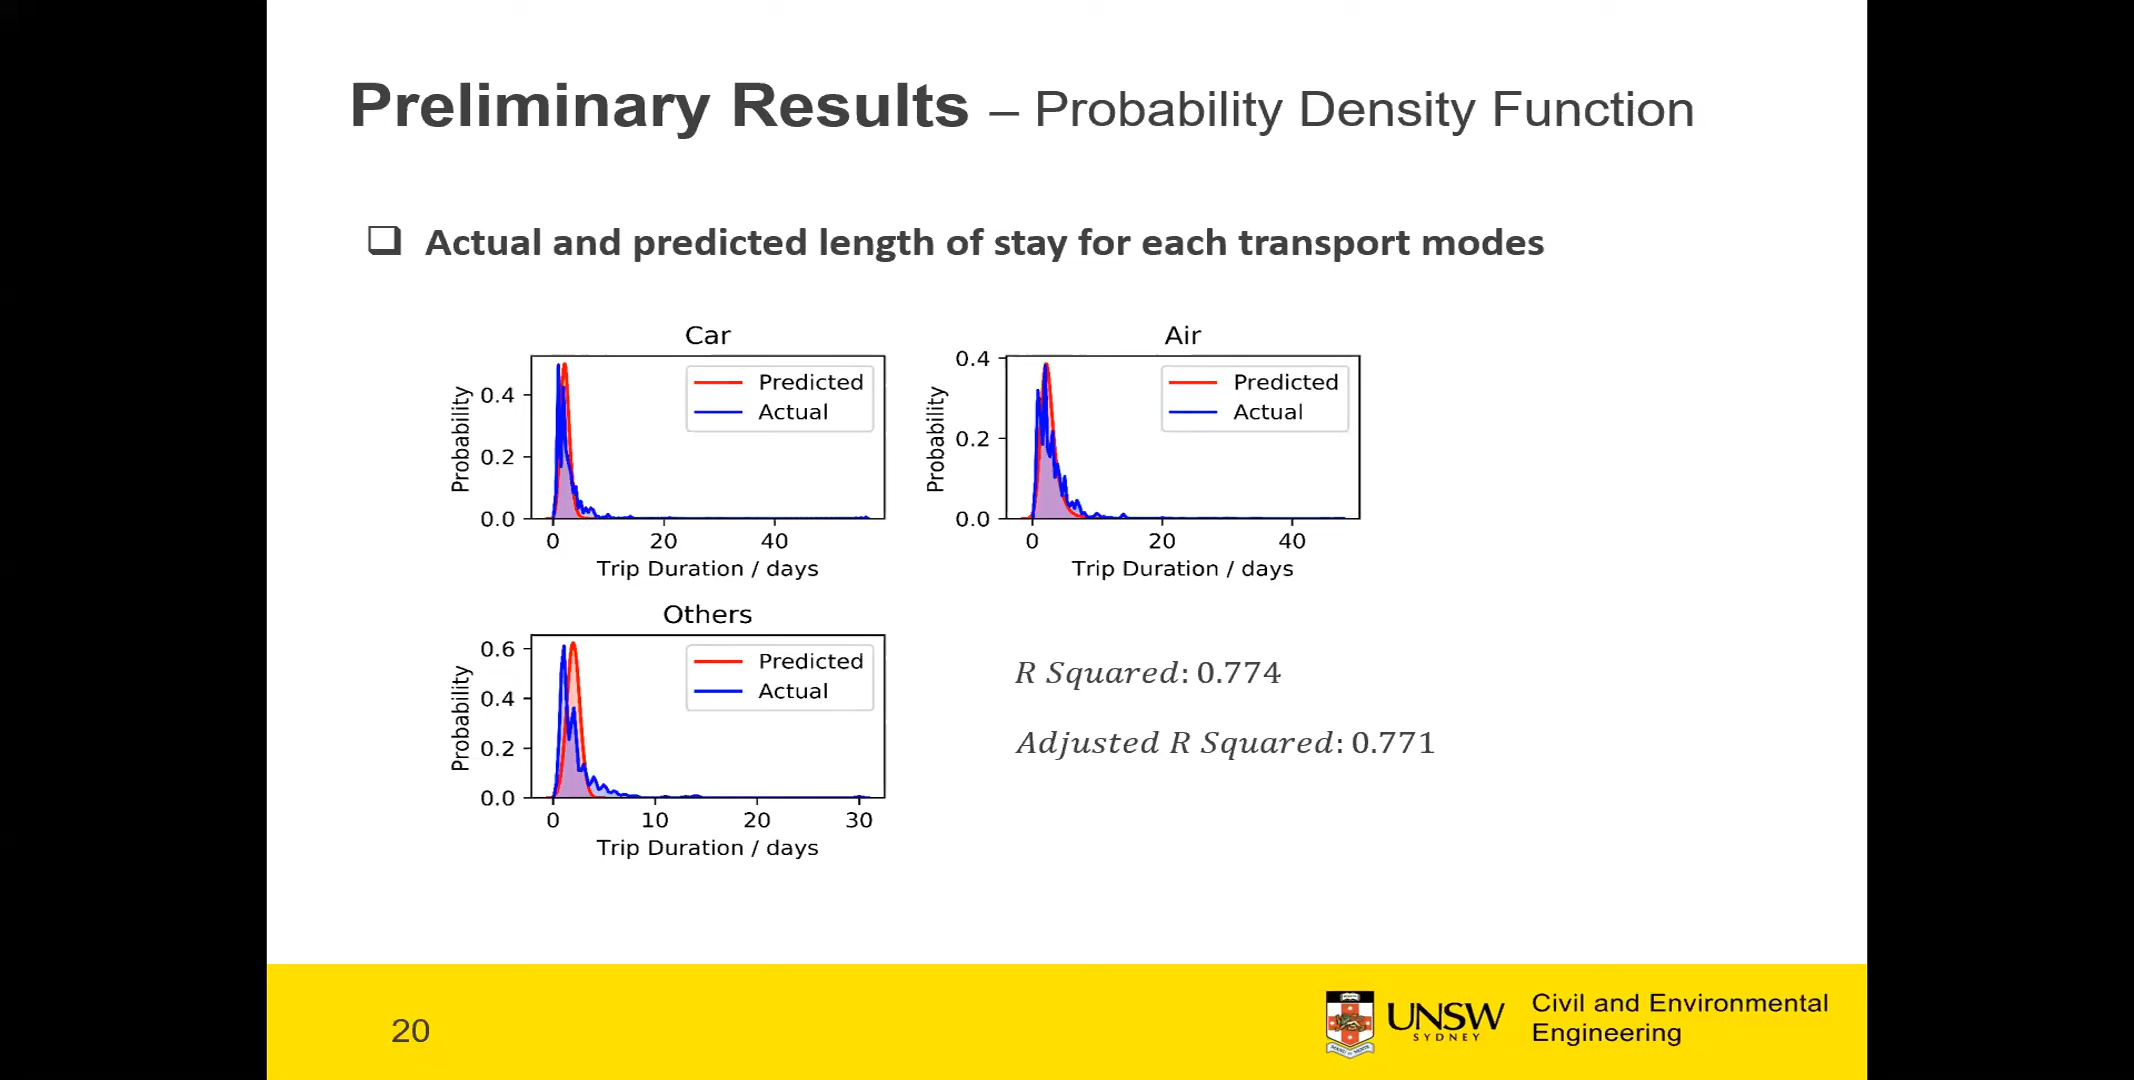 Preliminary Results – Probability Density Function
❑ Actual and predicted length of stay for each transport modes
Car
Probability
0.4
0.2
0.0
Predicted
Actual
0 20 40
Trip Duration / days
Air
Probability
0.4
0.2
0.0
Predicted
Actual
0 20 40
Trip Duration / days
Others
Probability
0.6
0.4
0.2
0.0
Predicted
Actual
0 10 20 30
Trip Duration / days
R Squared: 0.774
Adjusted R Squared: 0.771
20
UNSW
SYDNEY
Civil and Environmental
Engineering